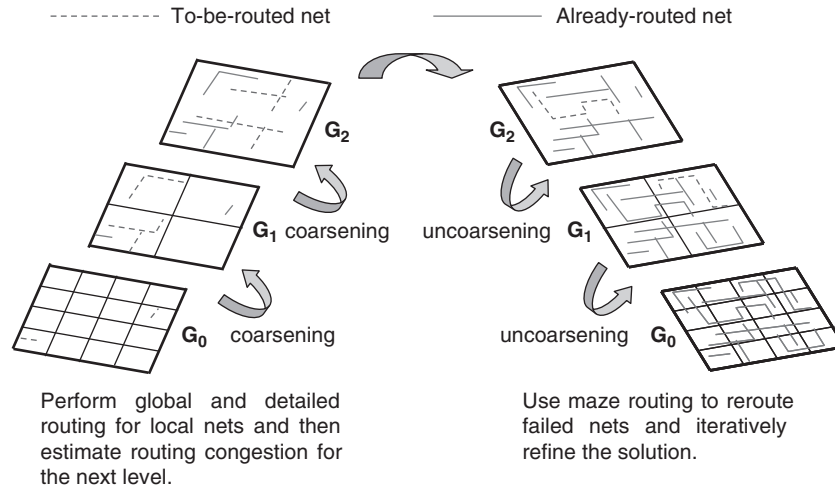 To-be-routed net
Already-routed net
G2
G2
G1 coarsening
uncoarsening G1
G0 coarsening
uncoarsening G0
Perform global and detailed
routing for local nets and then
estimate routing congestion for
the next level.
Use maze routing to reroute
failed nets and iteratively
refine the solution.